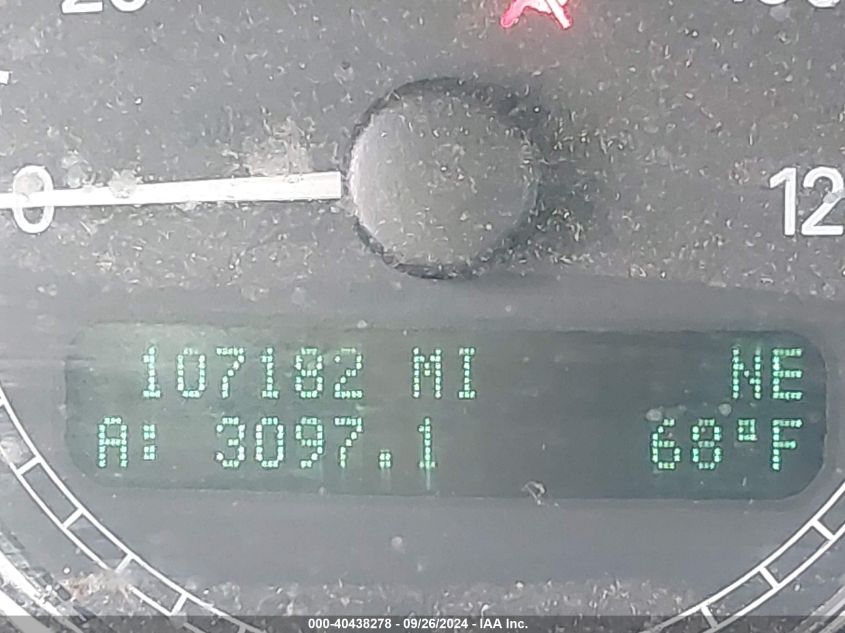 0
12
107182 MI NE
A: 3097.1 68°F
000-40438278 - 09/26/2024 - IAA Inc.